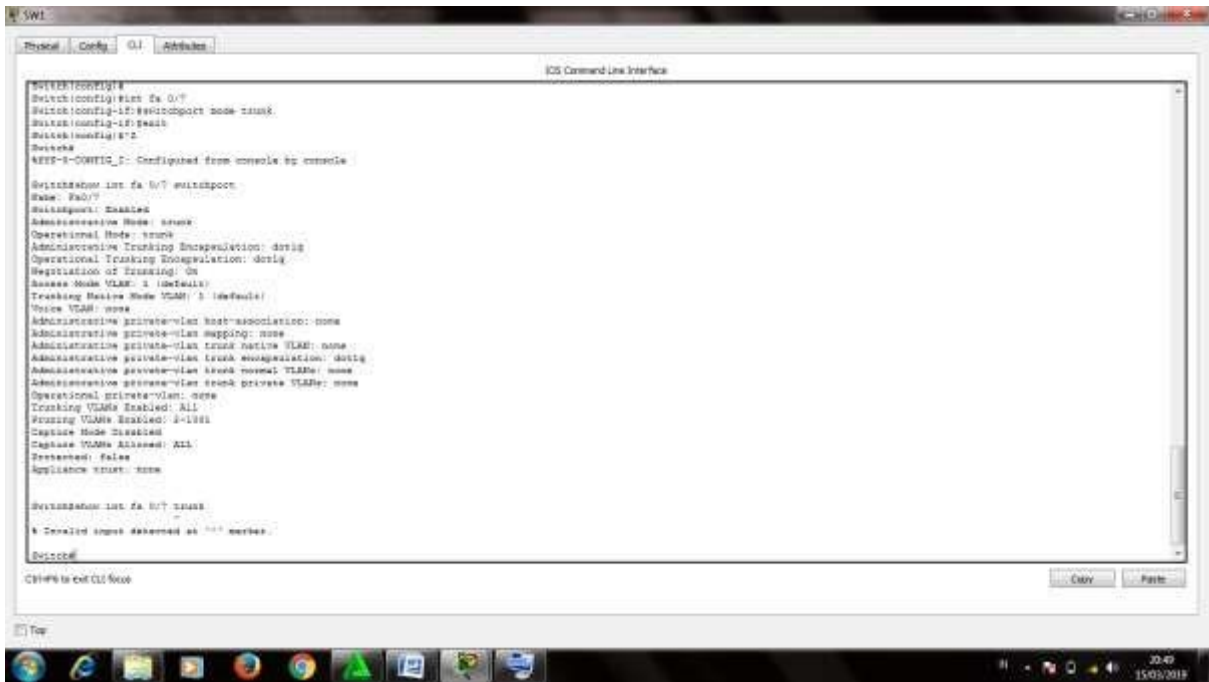 SW1
Physical Config CLI Attributes
IOS Command Line Interface
Switch(config)#
Switch(config)#int fa 0/7
Switch(config-if)#switchport mode trunk
Switch(config-if)#exit
Switch(config)#^Z
Switch#
%SYS-5-CONFIG_I: Configured from console by console
Switch#show int fa 0/7 switchport
Name: Fa0/7
Switchport: Enabled
Administrative Mode: trunk
Operational Mode: trunk
Administrative Trunking Encapsulation: dot1q
Operational Trunking Encapsulation: dot1q
Negotiation of Trunking: On
Access Mode VLAN: 1 (default)
Trunking Native Mode VLAN: 1 (default)
Voice VLAN: none
Administrative private-vlan host-association: none
Administrative private-vlan mapping: none
Administrative private-vlan trunk native VLAN: none
Administrative private-vlan trunk encapsulation: dot1q
Administrative private-vlan trunk normal VLANs: none
Administrative private-vlan trunk private VLANs: none
Operational private-vlan: none
Trunking VLANs Enabled: All
Pruning VLANs Enabled: 2-1001
Capture Mode Disabled
Capture VLANs Allowed: ALL
Protected: false
Appliance trust: none
Switch#show int fa 0/7 trunk
^
% Invalid input detected at '^' marker.
Switch#
Ctrl+F6 to exit CLI focus
Copy Paste
Top
20:49
15/03/2019